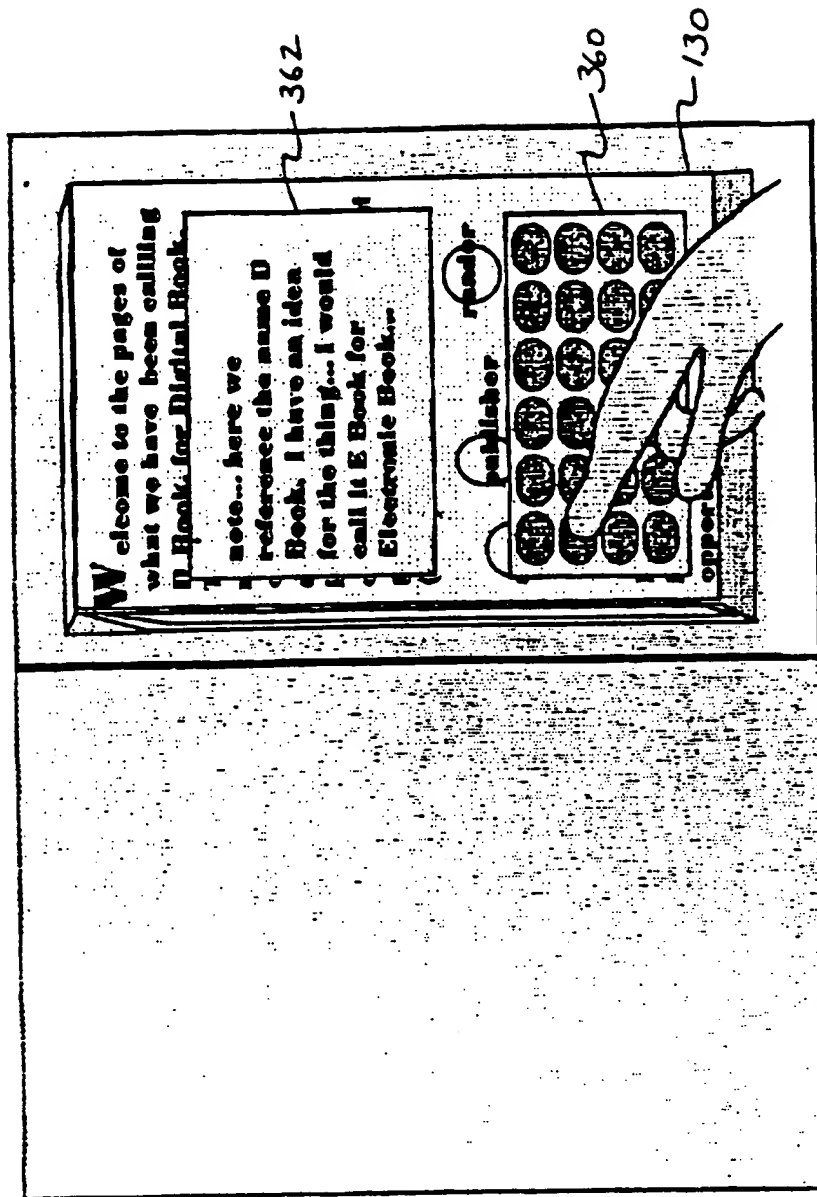 Welcome to the pages of
what we have been callling
D Book, for Digital Book.
note... here we
reference the name D
Book. I have an idea
for the thing... I would
call it E Book for
Electronic Book...
publisher
reader
opper
362
360
130